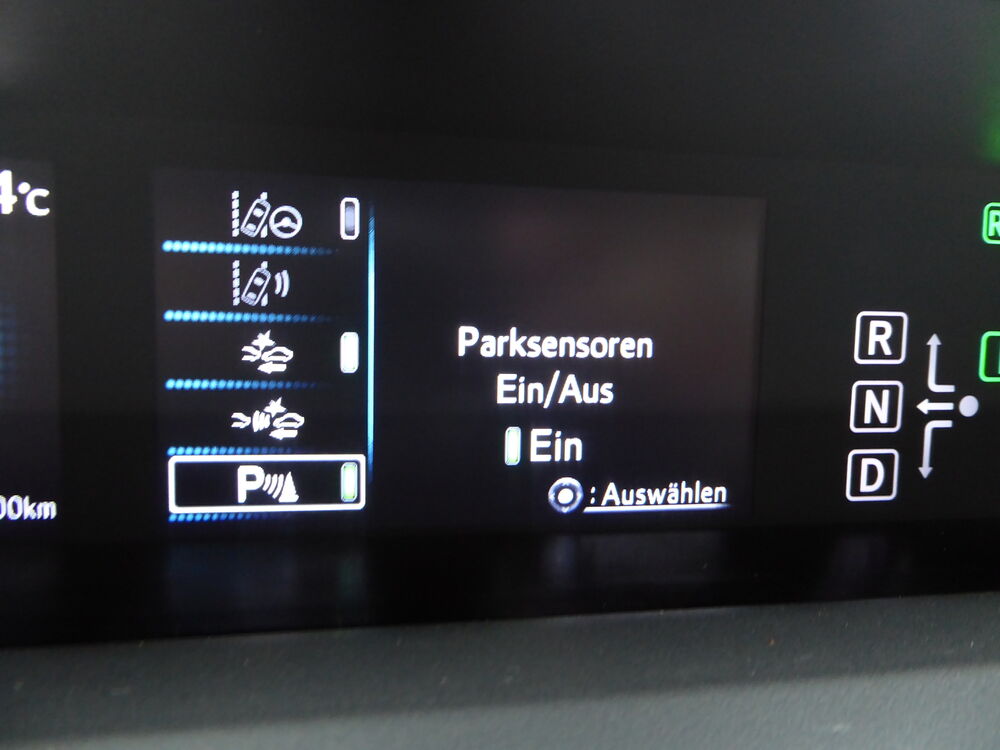 4°C
00km
P
Parksensoren
Ein/Aus
Ein
: Auswählen
R
N
D
R